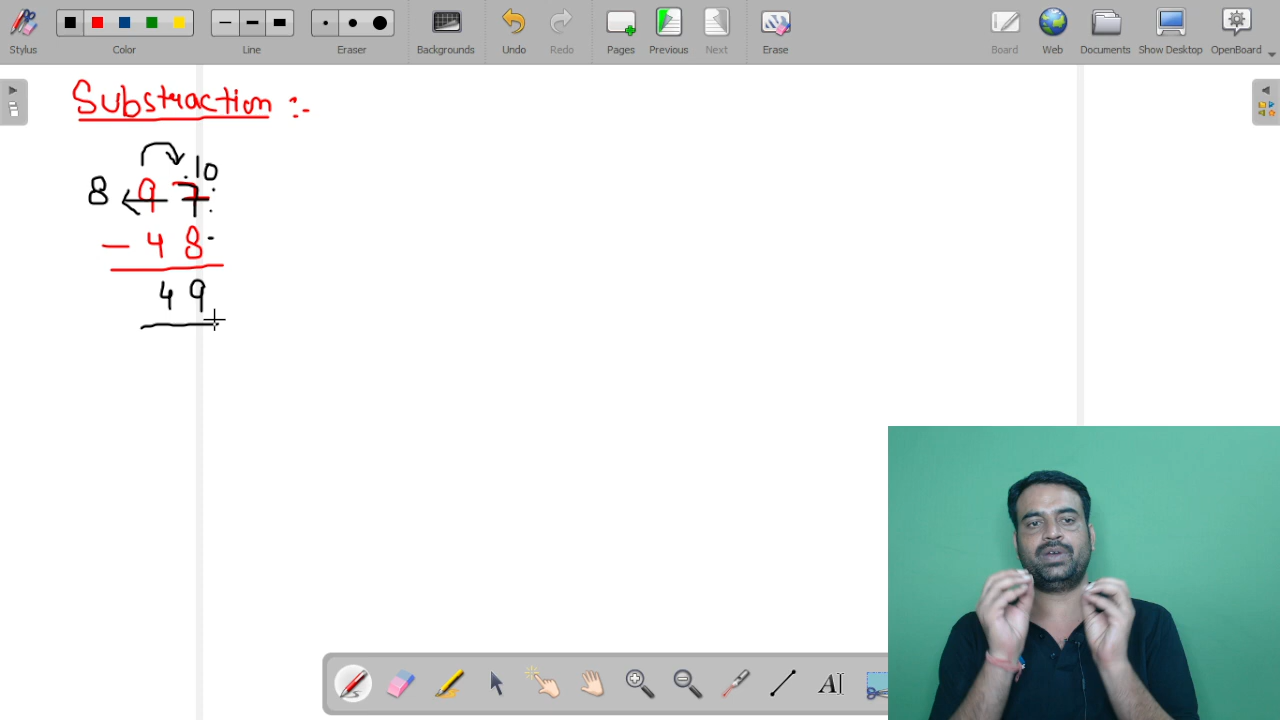 Stylus Color Line Eraser Backgrounds Undo Redo Pages Previous Next Erase Board Web Documents Show Desktop OpenBoard
Substraction :-
10
8 9 7
- 4 8
4 9
A